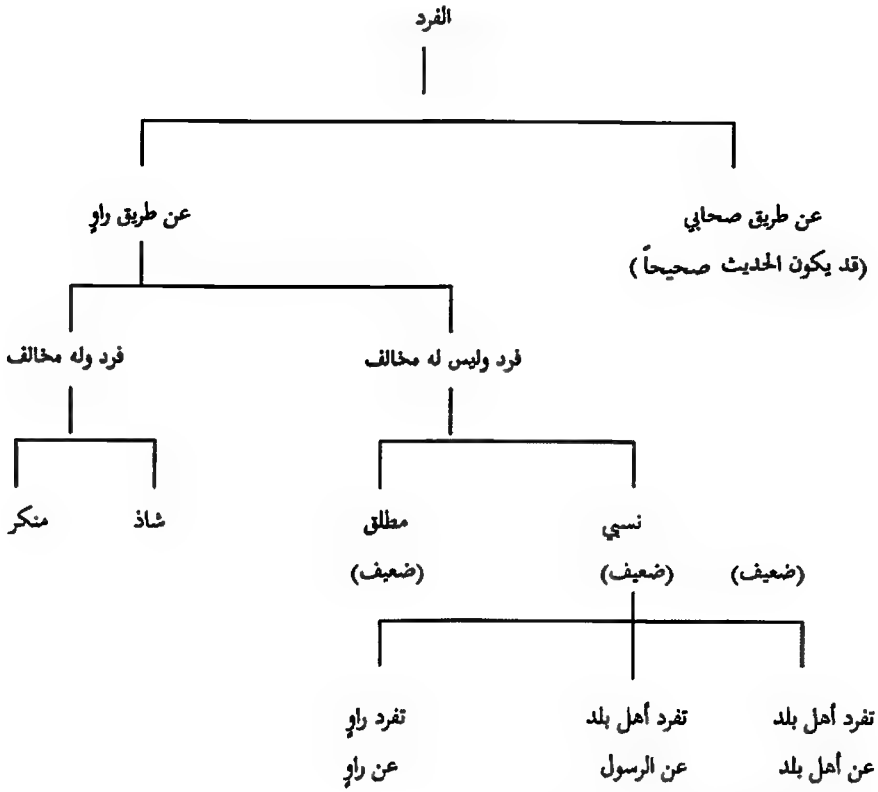 الفرد
عن طريق صحابي
(قد يكون الحديث صحيحاً)
عن طريق راوٍ
فرد وليس له مخالف
فرد وله مخالف
نسبي
مطلق
شاذ
منكر
(ضعيف)
(ضعيف)
(ضعيف)
تفرد أهل بلد
عن أهل بلد
تفرد أهل بلد
عن الرسول
تفرد راوٍ
عن راوٍ